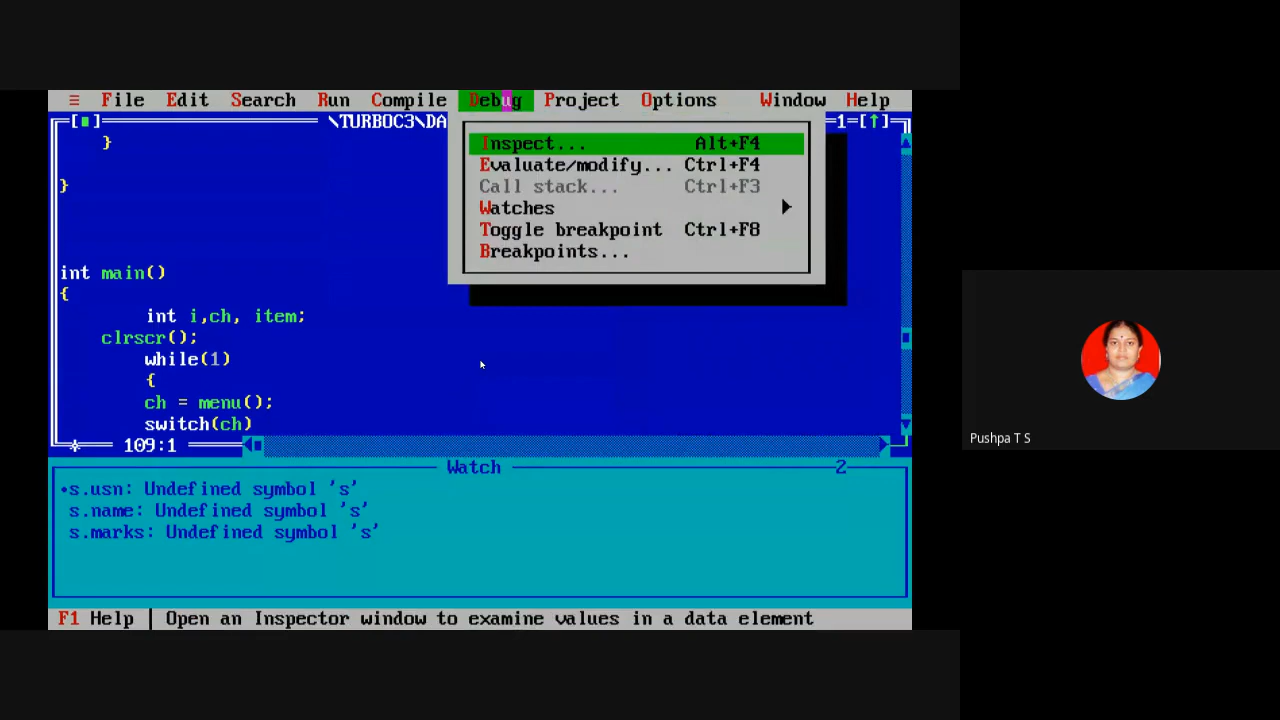 ≡ File Edit Search Run Compile Debug Project Options Window Help
[■] \TURBOC3\DA 1=[↑]
}
}
int main()
{
int i,ch, item;
clrscr();
while(1)
{
ch = menu();
switch(ch)
109:1
Inspect... Alt+F4
Evaluate/modify... Ctrl+F4
Call stack... Ctrl+F3
Watches
Toggle breakpoint Ctrl+F8
Breakpoints...
Watch 2
•s.usn: Undefined symbol 's'
s.name: Undefined symbol 's'
s.marks: Undefined symbol 's'
F1 Help | Open an Inspector window to examine values in a data element
Pushpa T S